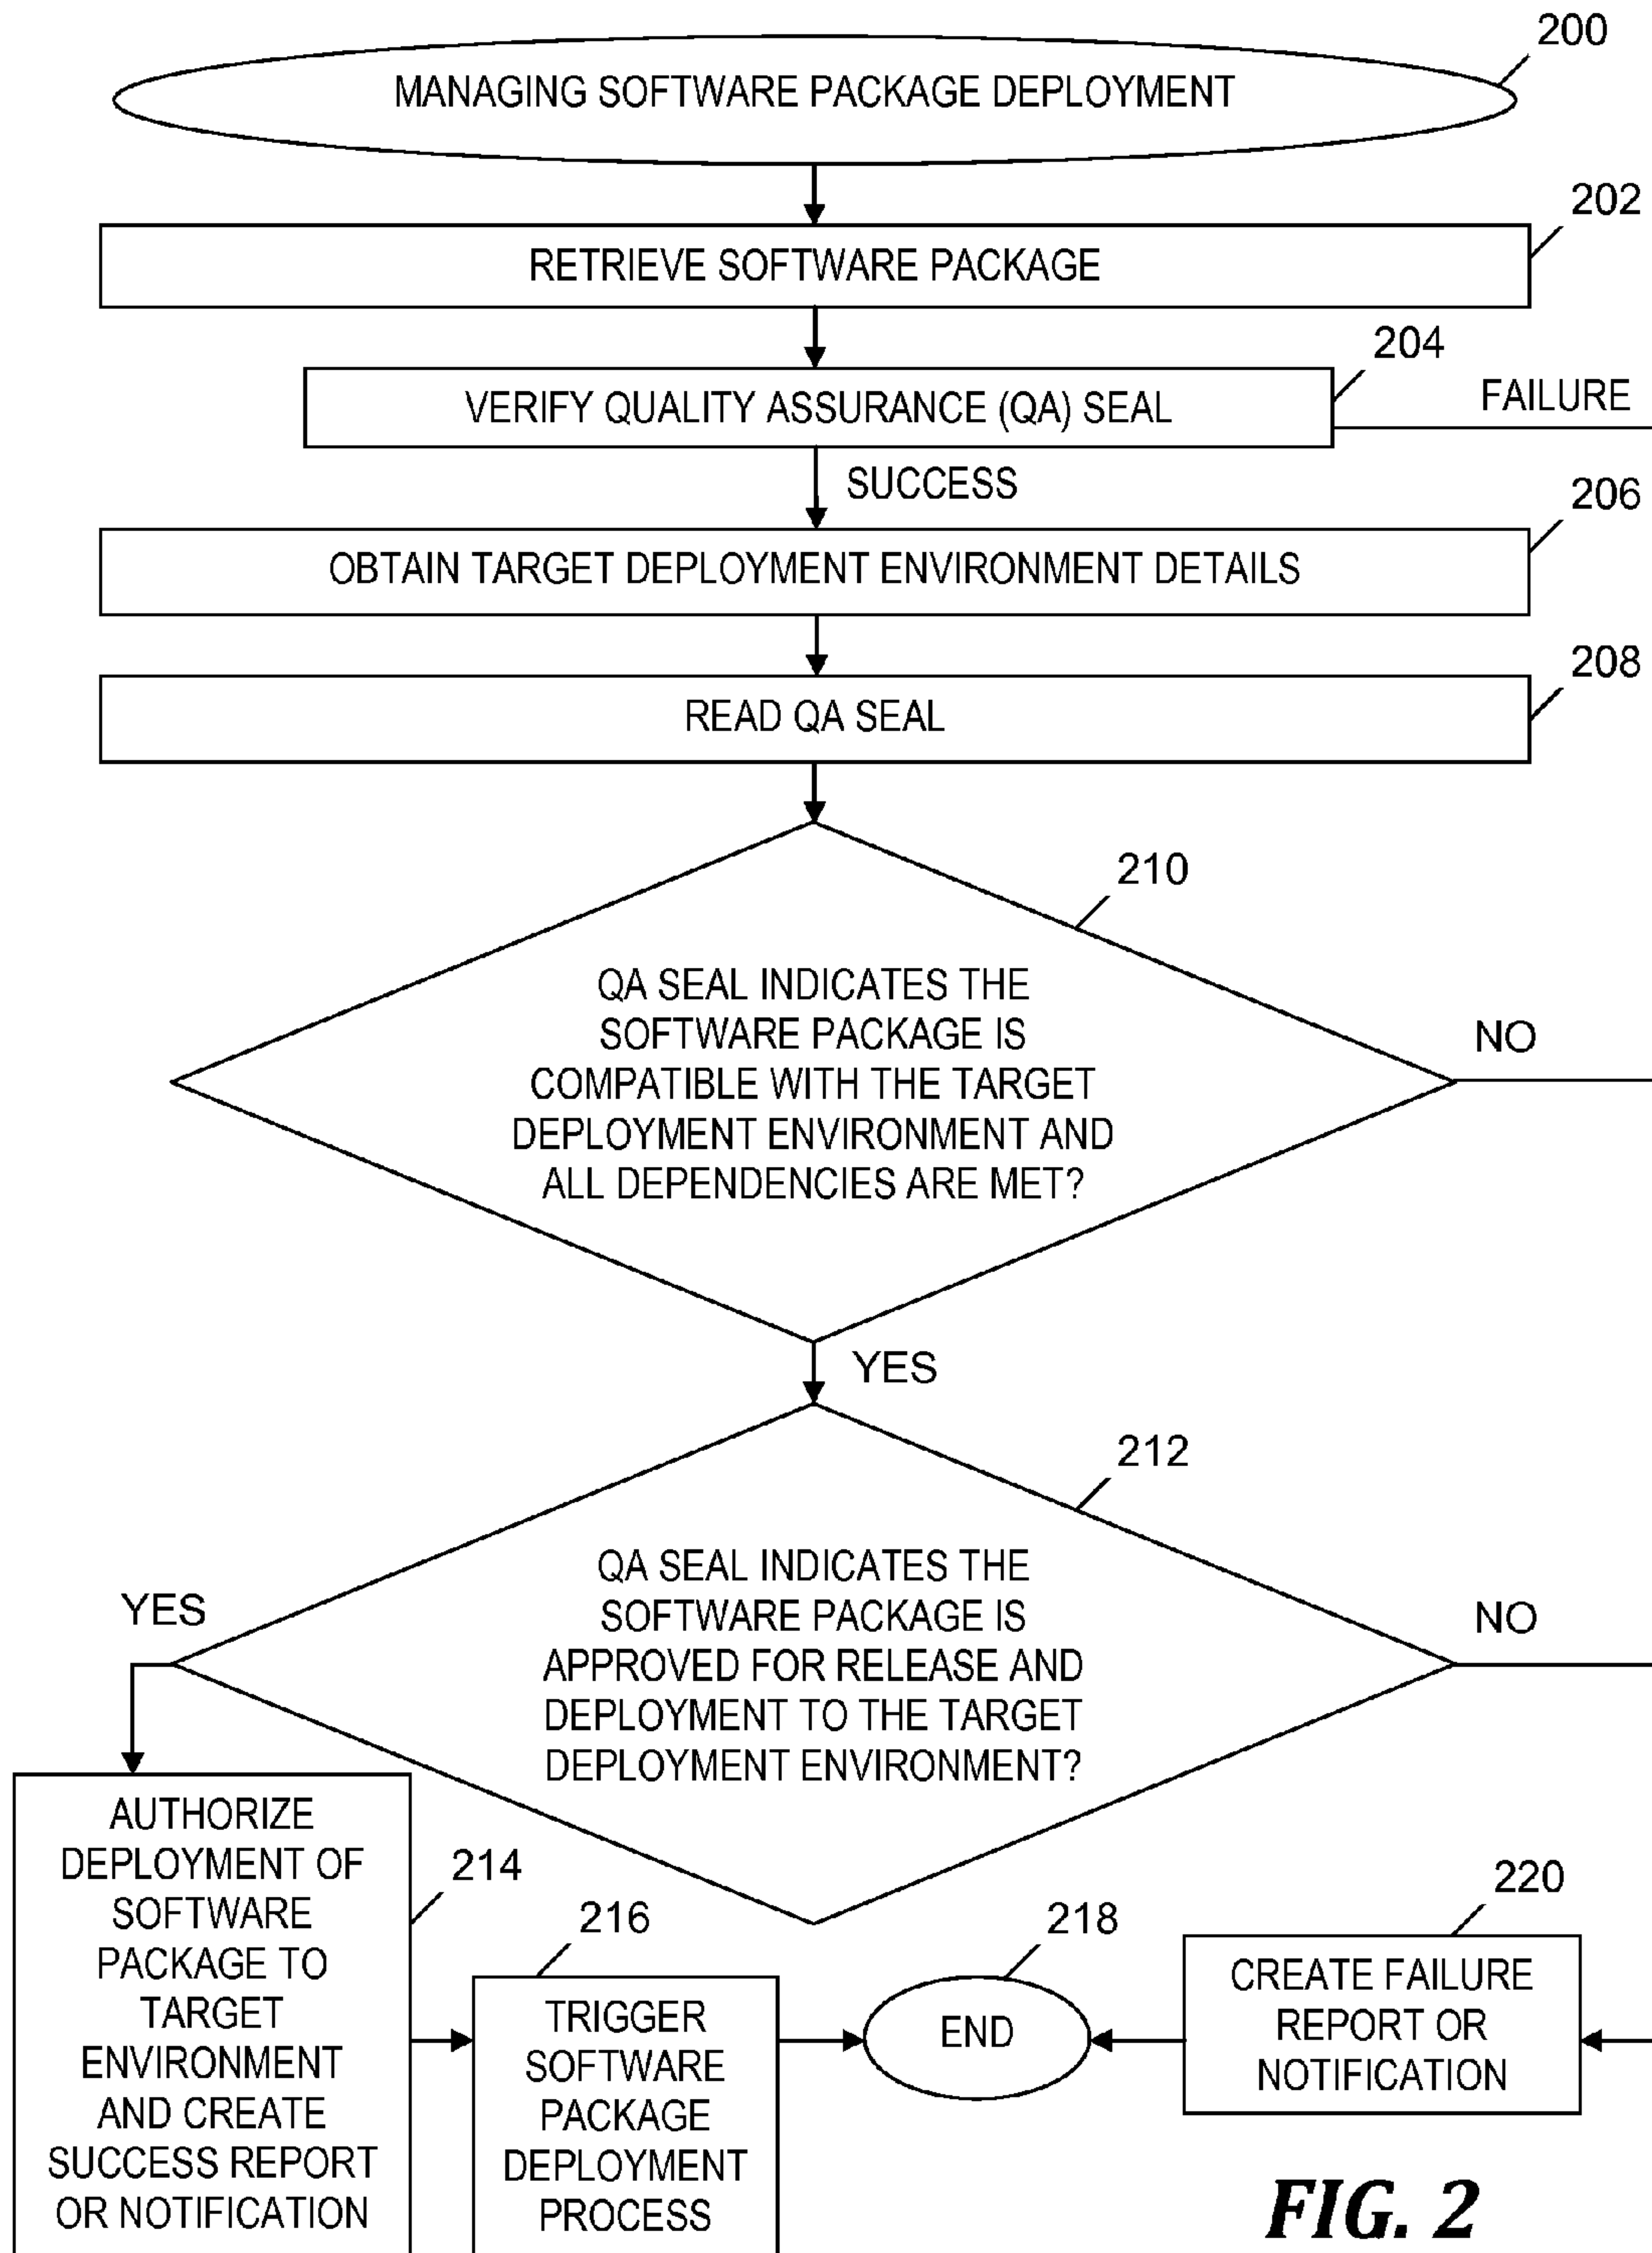 200
MANAGING SOFTWARE PACKAGE DEPLOYMENT
202
RETRIEVE SOFTWARE PACKAGE
204
VERIFY QUALITY ASSURANCE (QA) SEAL
FAILURE
SUCCESS
206
OBTAIN TARGET DEPLOYMENT ENVIRONMENT DETAILS
208
READ QA SEAL
210
QA SEAL INDICATES THE
SOFTWARE PACKAGE IS
COMPATIBLE WITH THE TARGET
DEPLOYMENT ENVIRONMENT AND
ALL DEPENDENCIES ARE MET?
NO
YES
212
QA SEAL INDICATES THE
SOFTWARE PACKAGE IS
APPROVED FOR RELEASE AND
DEPLOYMENT TO THE TARGET
DEPLOYMENT ENVIRONMENT?
YES
NO
AUTHORIZE
DEPLOYMENT OF
SOFTWARE
PACKAGE TO
TARGET
ENVIRONMENT
AND CREATE
SUCCESS REPORT
OR NOTIFICATION
214
216
TRIGGER
SOFTWARE
PACKAGE
DEPLOYMENT
PROCESS
218
END
220
CREATE FAILURE
REPORT OR
NOTIFICATION
FIG. 2